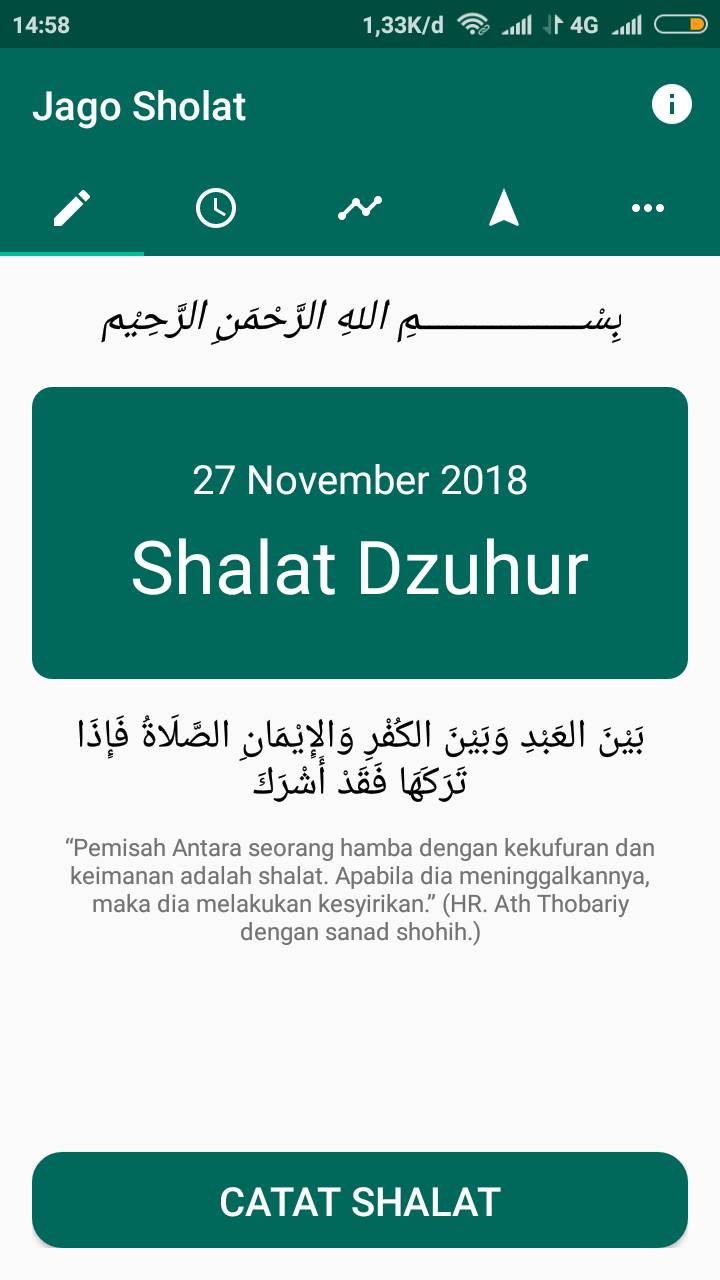 14:58 1,33K/d 4G
Jago Sholat
بِسْــــــــــــــــمِ اللهِ الرَّحْمَنِ الرَّحِيْمِ
27 November 2018
Shalat Dzuhur
بَيْنَ العَبْدِ وَبَيْنَ الكُفْرِ وَالإِيْمَانِ الصَّلَاةُ فَإِذَا
تَرَكَهَا فَقَدْ أَشْرَكَ
“Pemisah Antara seorang hamba dengan kekufuran dan
keimanan adalah shalat. Apabila dia meninggalkannya,
maka dia melakukan kesyirikan.” (HR. Ath Thobariy
dengan sanad shohih.)
CATAT SHALAT